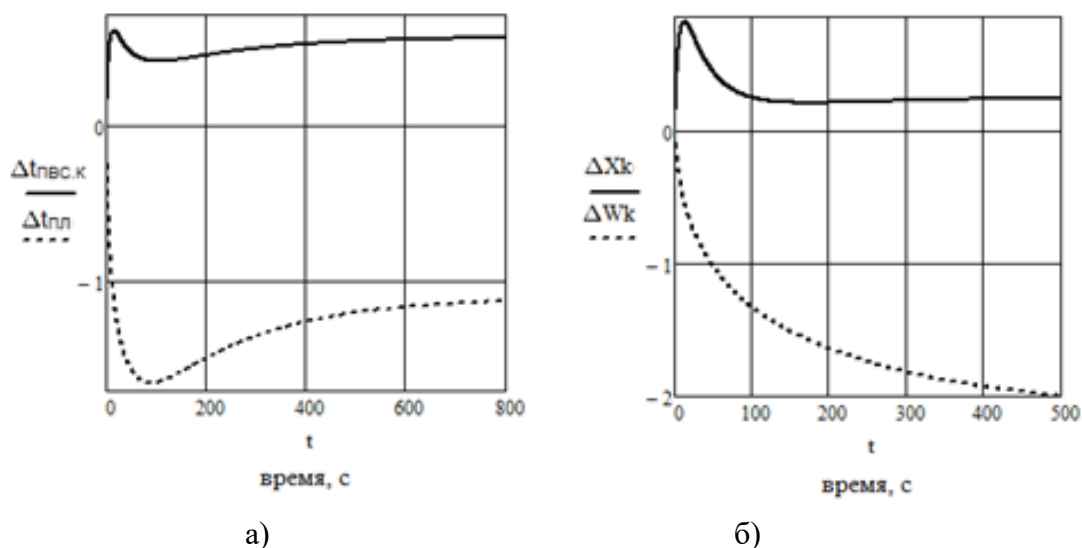 0
Δtпвс.к
Δtпл
−1
0 200 400 600 800
t
время, с
а)
0
ΔXk
ΔWk
−1
−2
0 100 200 300 400 500
t
время, с
б)